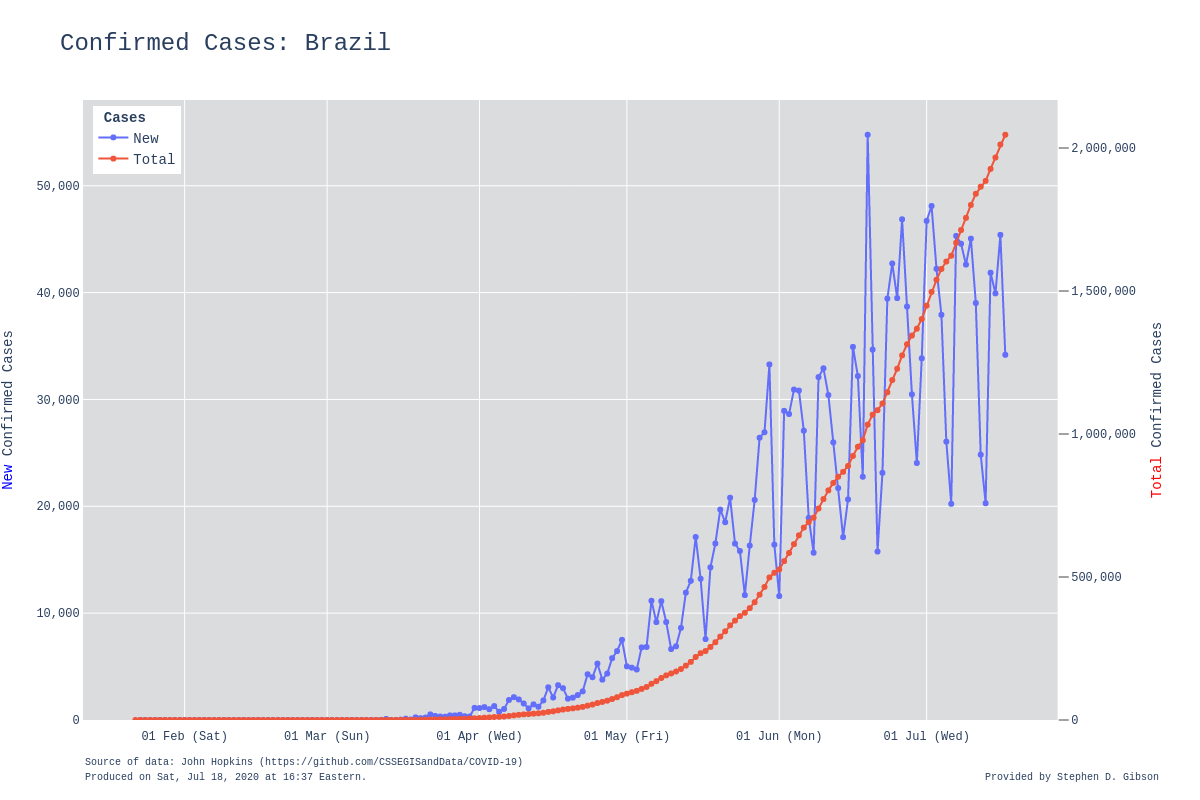 Confirmed Cases: Brazil
Cases
New
Total
50,000
40,000
30,000
20,000
10,000
0
New Confirmed Cases
2,000,000
1,500,000
1,000,000
500,000
0
Total Confirmed Cases
01 Feb (Sat)
01 Mar (Sun)
01 Apr (Wed)
01 May (Fri)
01 Jun (Mon)
01 Jul (Wed)
Source of data: John Hopkins (https://github.com/CSSEGISandData/COVID-19)
Produced on Sat, Jul 18, 2020 at 16:37 Eastern.
Provided by Stephen D. Gibson